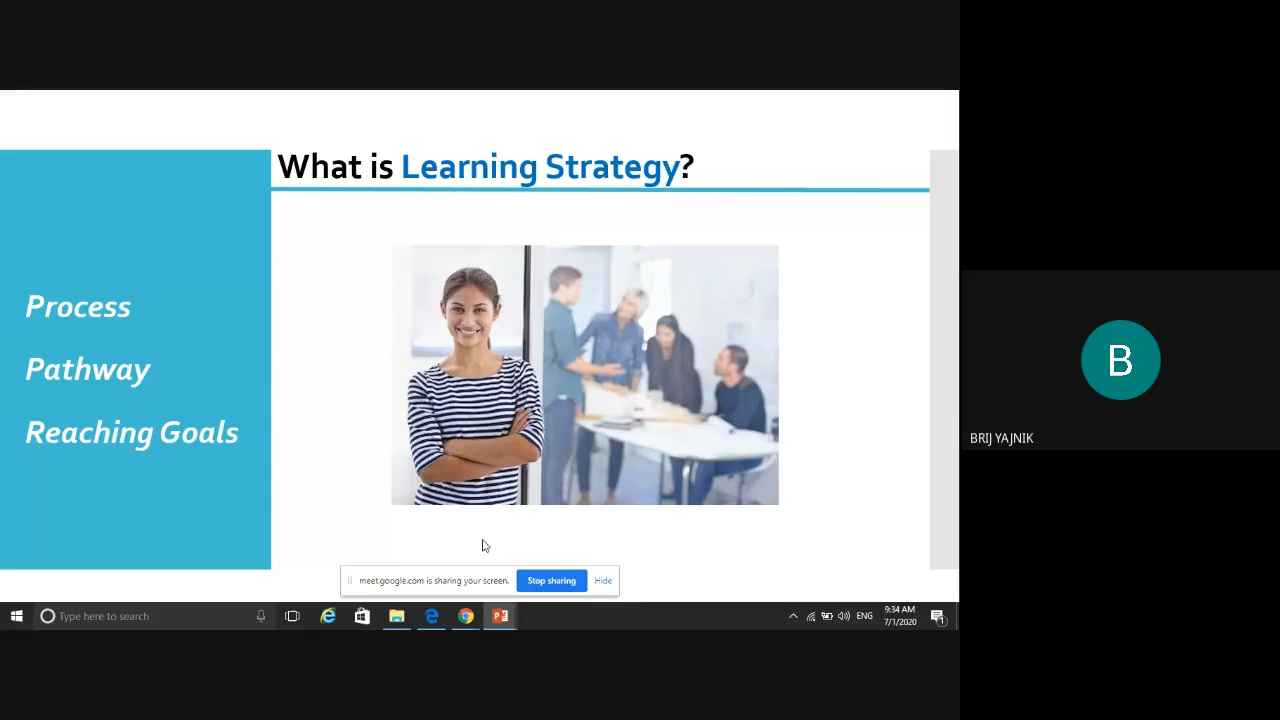 What is Learning Strategy?
Process
Pathway
Reaching Goals
B
BRIJ YAJNIK
meet.google.com is sharing your screen.
Stop sharing
Hide
Type here to search
ENG
9:34 AM
7/1/2020
1